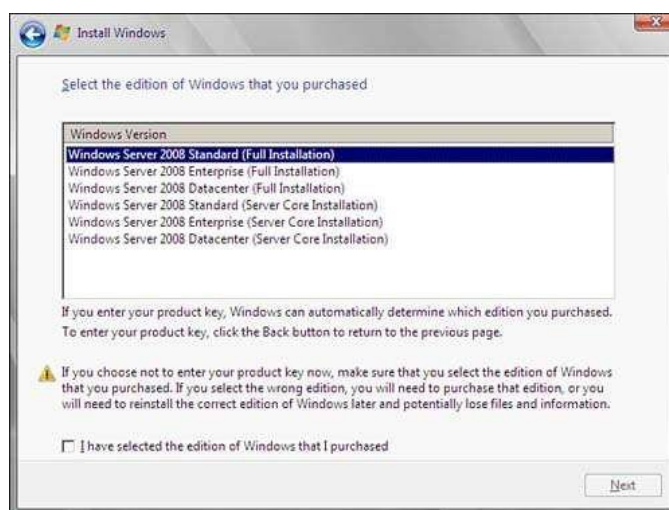 Install Windows
Select the edition of Windows that you purchased
Windows Version
Windows Server 2008 Standard (Full Installation)
Windows Server 2008 Enterprise (Full Installation)
Windows Server 2008 Datacenter (Full Installation)
Windows Server 2008 Standard (Server Core Installation)
Windows Server 2008 Enterprise (Server Core Installation)
Windows Server 2008 Datacenter (Server Core Installation)
If you enter your product key, Windows can automatically determine which edition you purchased.
To enter your product key, click the Back button to return to the previous page.
If you choose not to enter your product key now, make sure that you select the edition of Windows
that you purchased. If you select the wrong edition, you will need to purchase that edition, or you
will need to reinstall the correct edition of Windows later and potentially lose files and information.
I have selected the edition of Windows that I purchased
Next